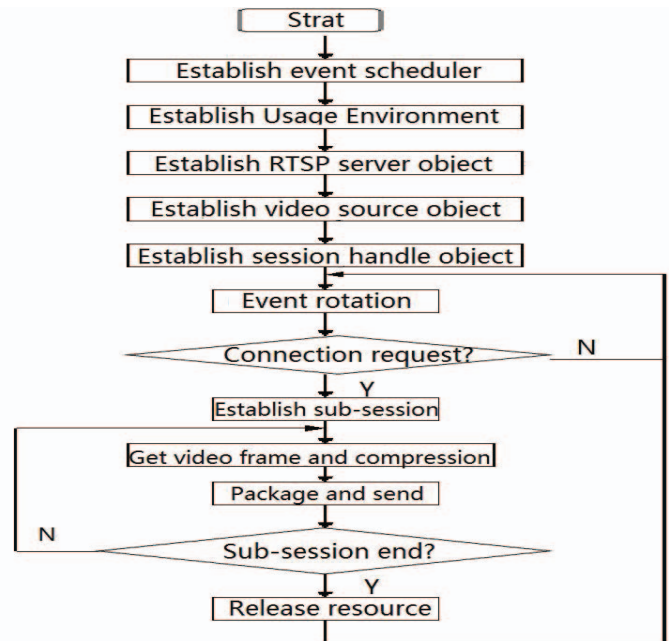 Strat
Establish event scheduler
Establish Usage Environment
Establish RTSP server object
Establish video source object
Establish session handle object
Event rotation
Connection request?
N
Y
Establish sub-session
Get video frame and compression
Package and send
N
Sub-session end?
Y
Release resource